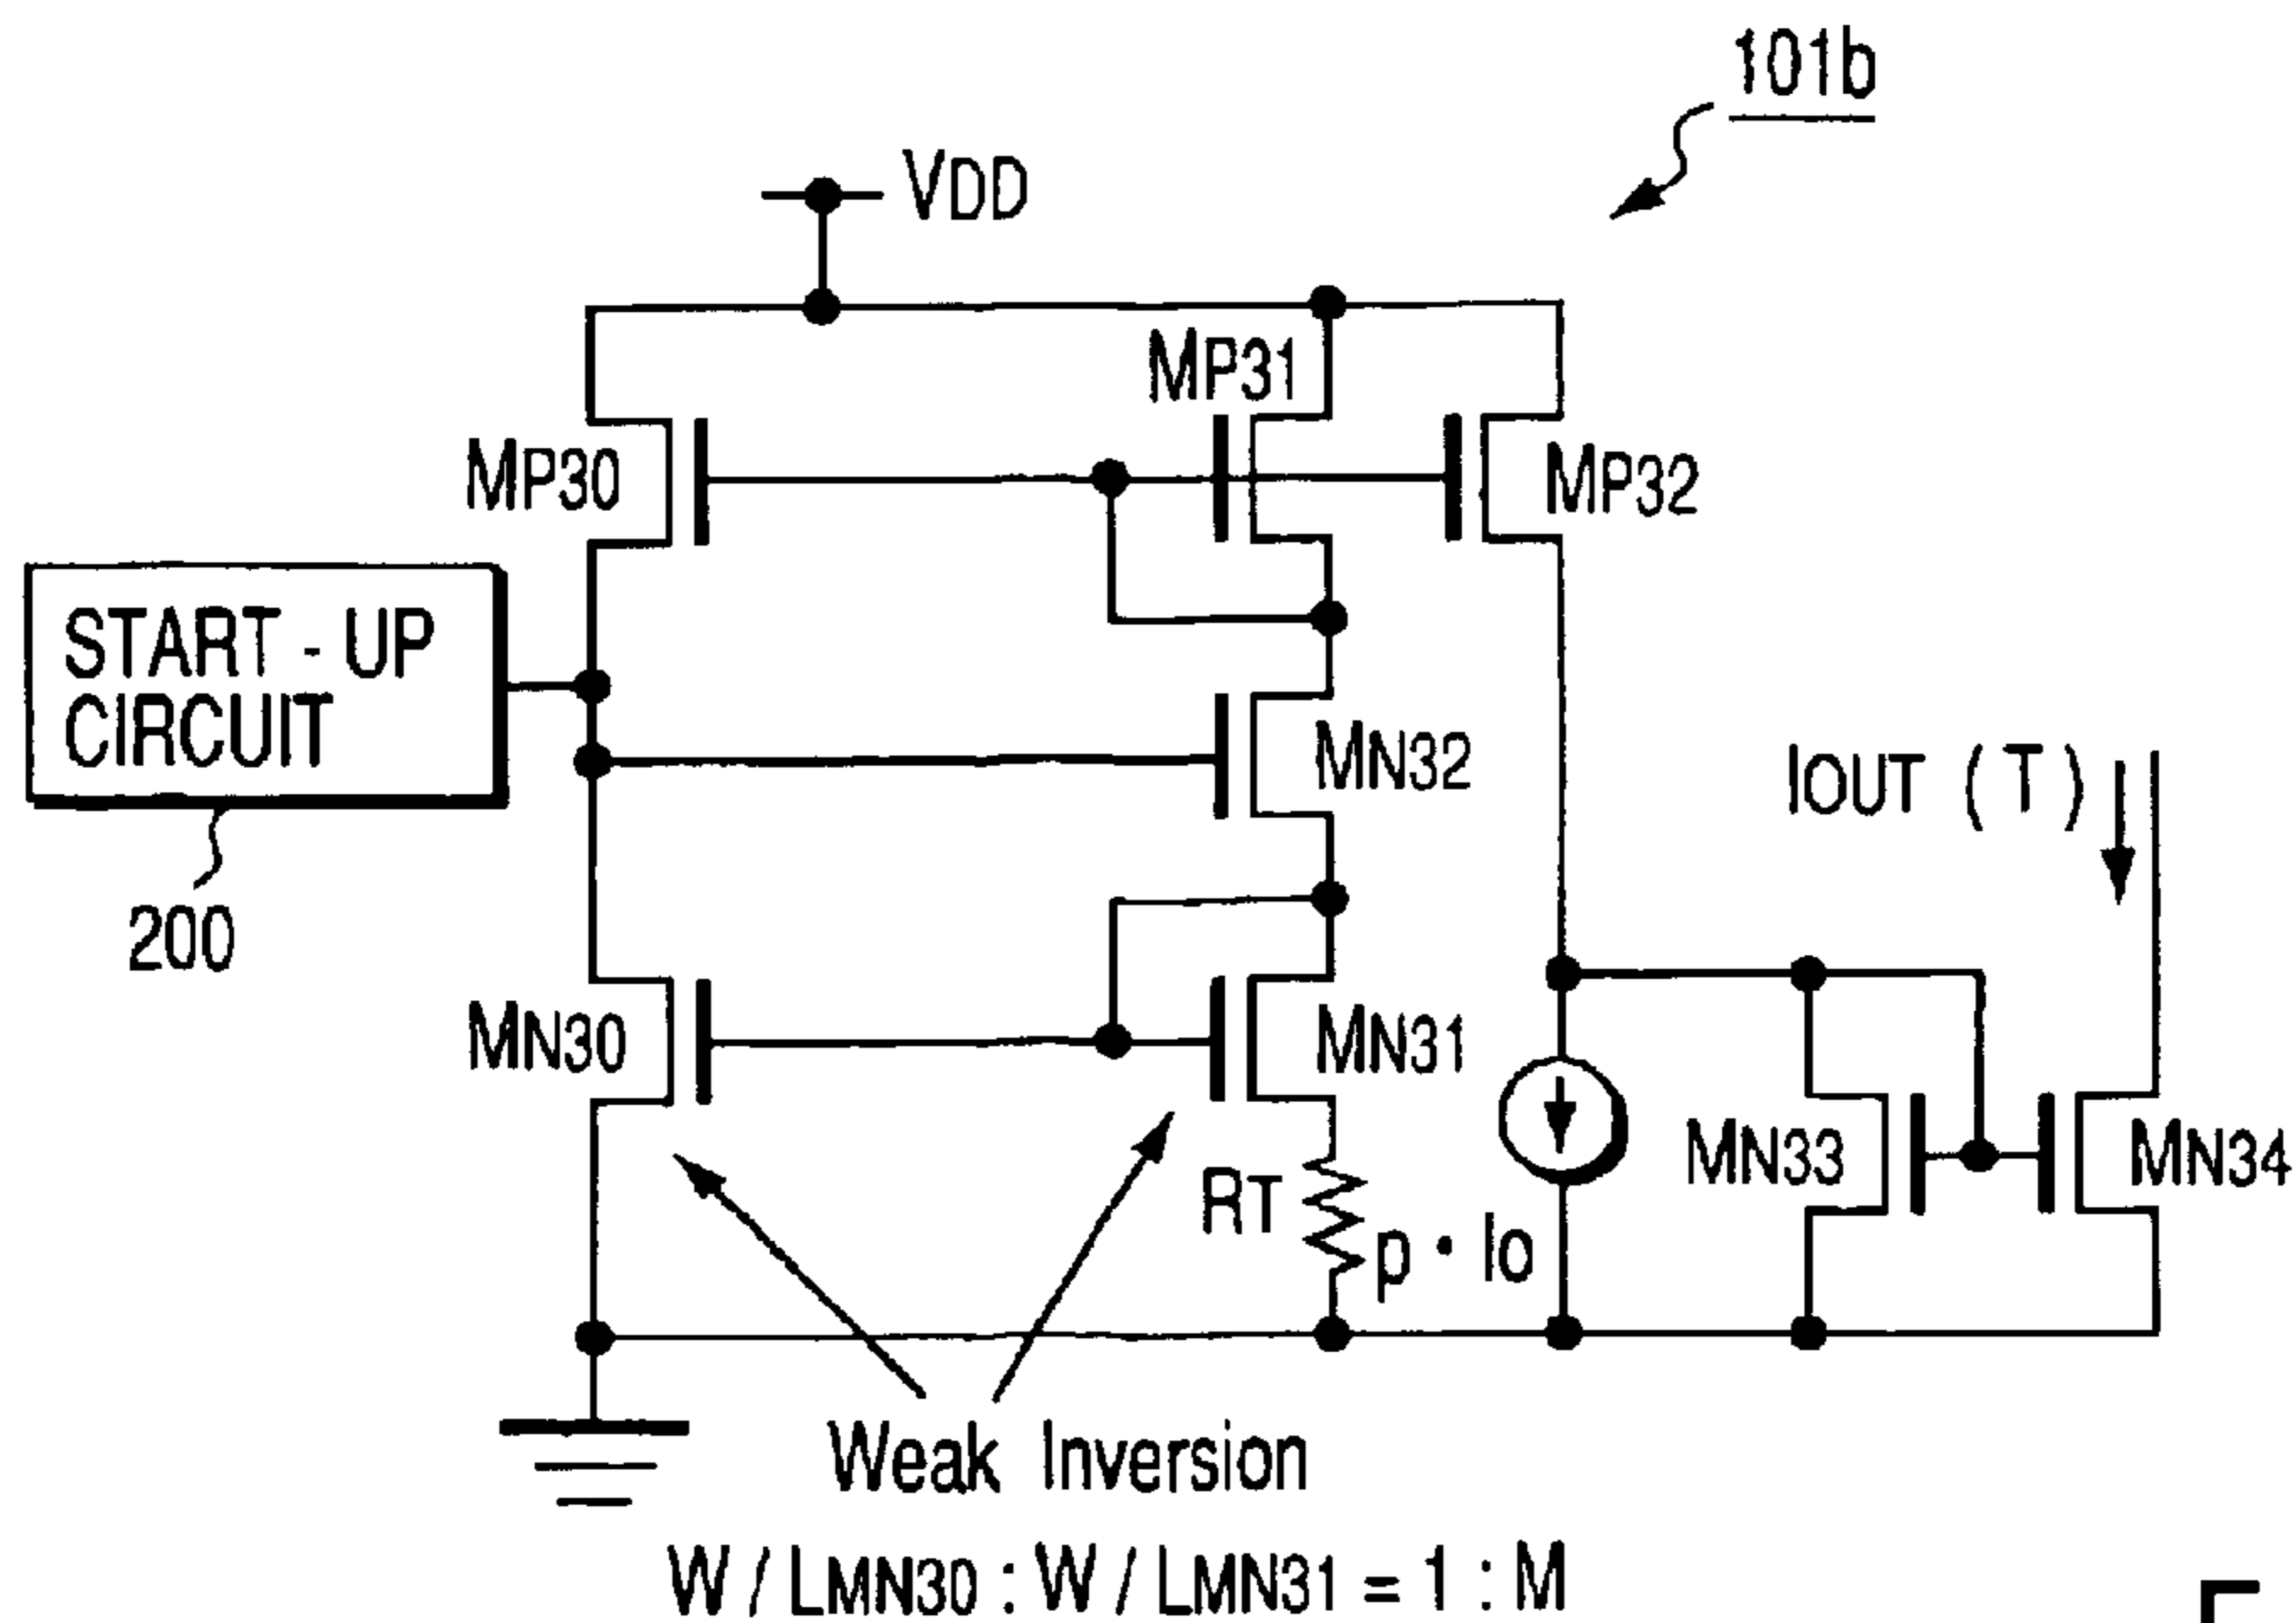 101b
VDD
MP31
MP30
MP32
START - UP
CIRCUIT
MN32
IOUT ( T )
200
MN30
MN31
MN33
MN34
RT
p · Io
Weak Inversion
W / LMN30 : W / LMN31 = 1 : M